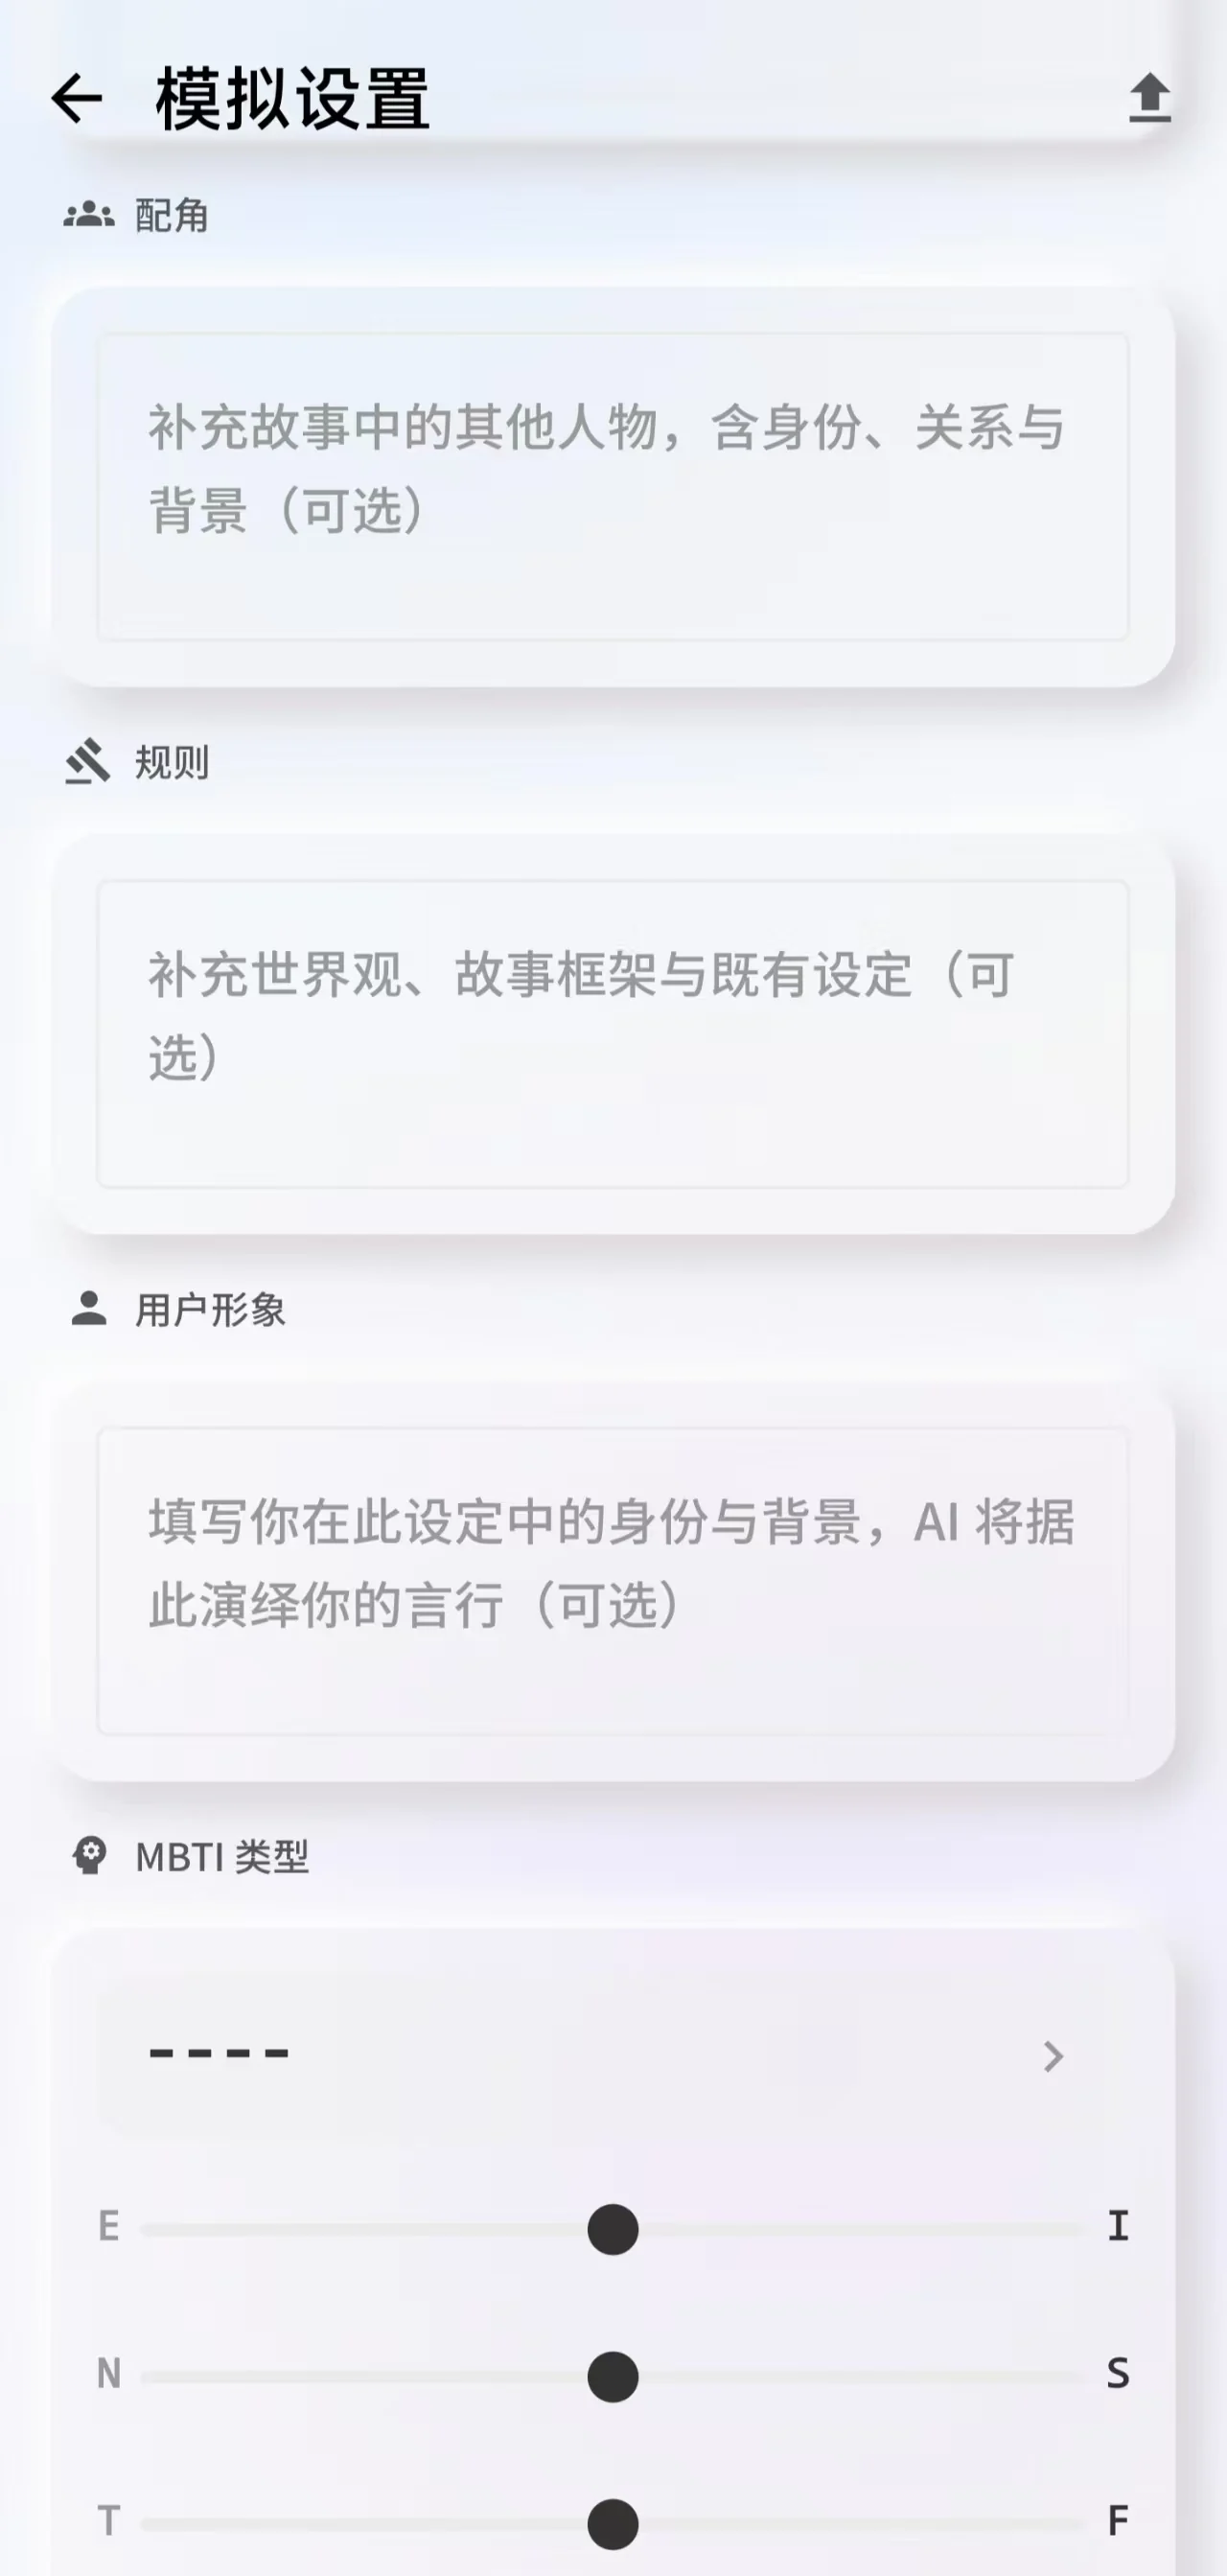 模拟设置
配角
补充故事中的其他人物，含身份、关系与
背景（可选）
规则
补充世界观、故事框架与既有设定（可
选）
用户形象
填写你在此设定中的身份与背景，AI 将据
此演绎你的言行（可选）
MBTI 类型
----
E I
N S
T F